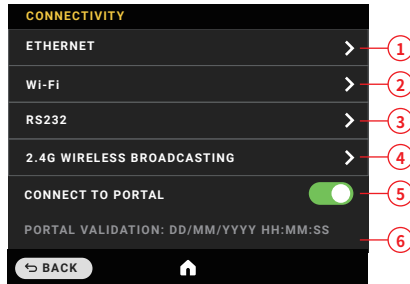 CONNECTIVITY
ETHERNET
1
Wi-Fi
2
RS232
3
2.4G WIRELESS BROADCASTING
4
CONNECT TO PORTAL
5
PORTAL VALIDATION: DD/MM/YYYY HH:MM:SS
6
BACK